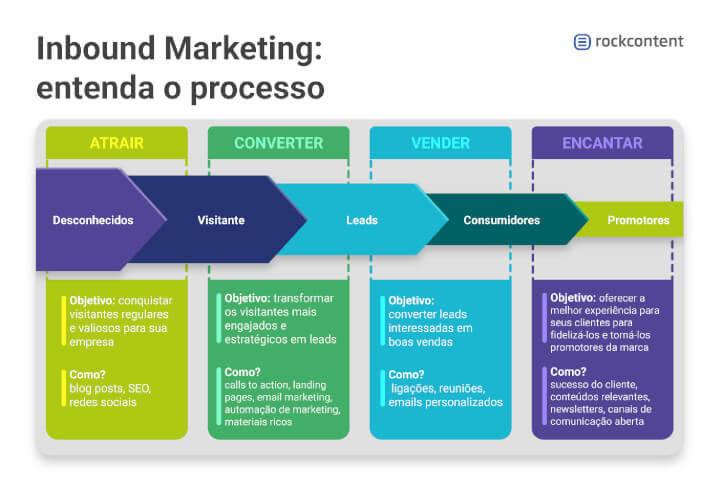 Inbound Marketing:
entenda o processo
rockcontent
ATRAIR
CONVERTER
VENDER
ENCANTAR
Desconhecidos
Visitante
Leads
Consumidores
Promotores
Objetivo: conquistar
visitantes regulares
e valiosos para sua
empresa
Como?
blog posts, SEO,
redes sociais
Objetivo: transformar
os visitantes mais
engajados e
estratégicos em leads
Como?
calls to action, landing
pages, email marketing,
automação de marketing,
materiais ricos
Objetivo:
converter leads
interessadas em
boas vendas
Como?
ligações, reuniões,
emails personalizados
Objetivo: oferecer a
melhor experiência para
seus clientes para
fidelizá-los e torná-los
promotores da marca
Como?
sucesso do cliente,
conteúdos relevantes,
newsletters, canais de
comunicação aberta